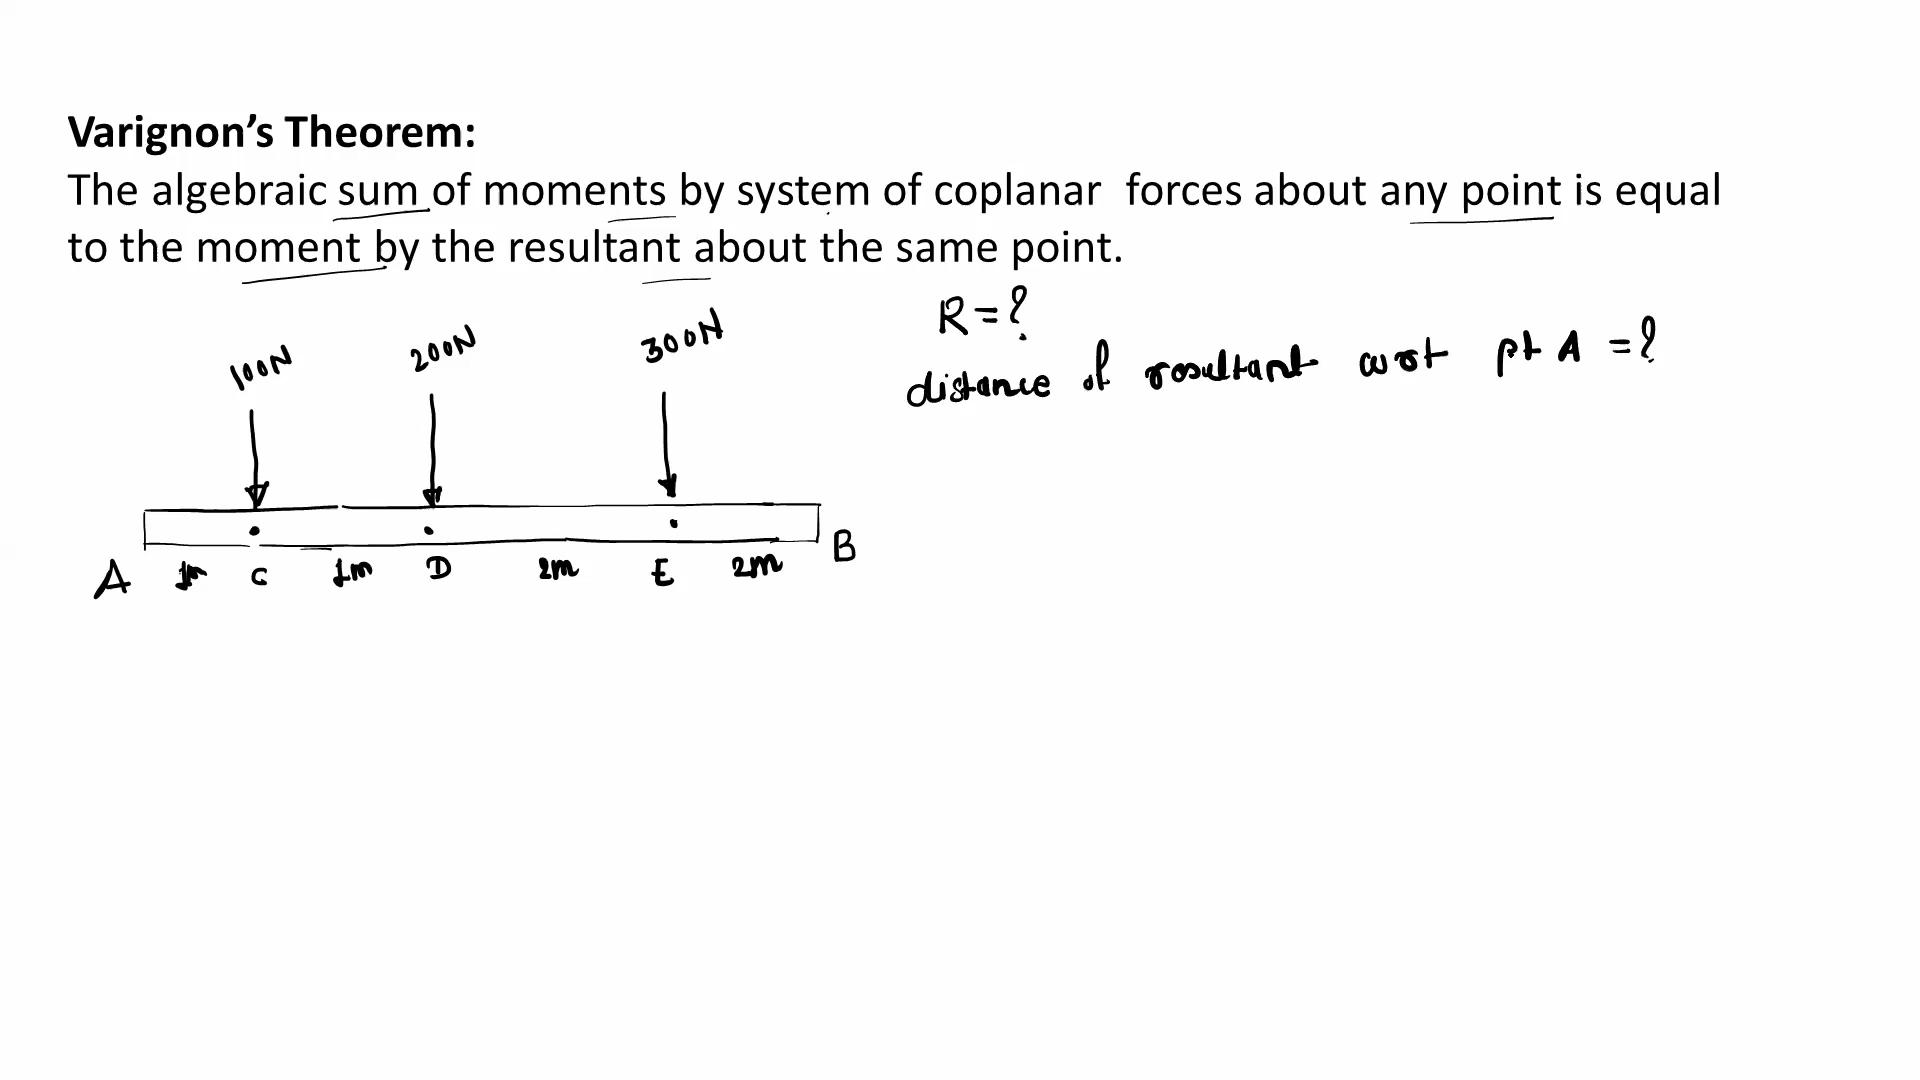 Varignon’s Theorem:
The algebraic sum of moments by system of coplanar forces about any point is equal
to the moment by the resultant about the same point.
R = ?
distance of resultant wrt pt A = ?
100N 200N 300N
A 1m C 1m D 2m E 2m B